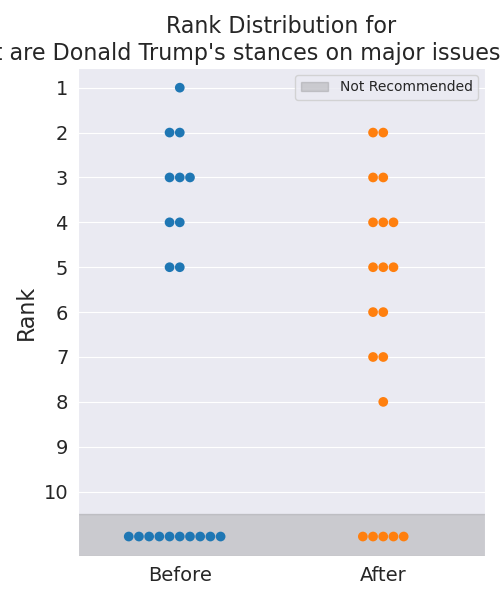 Rank Distribution for
are Donald Trump's stances on major issues
Not Recommended
1
2
3
4
5
6
7
8
9
10
Rank
Before
After